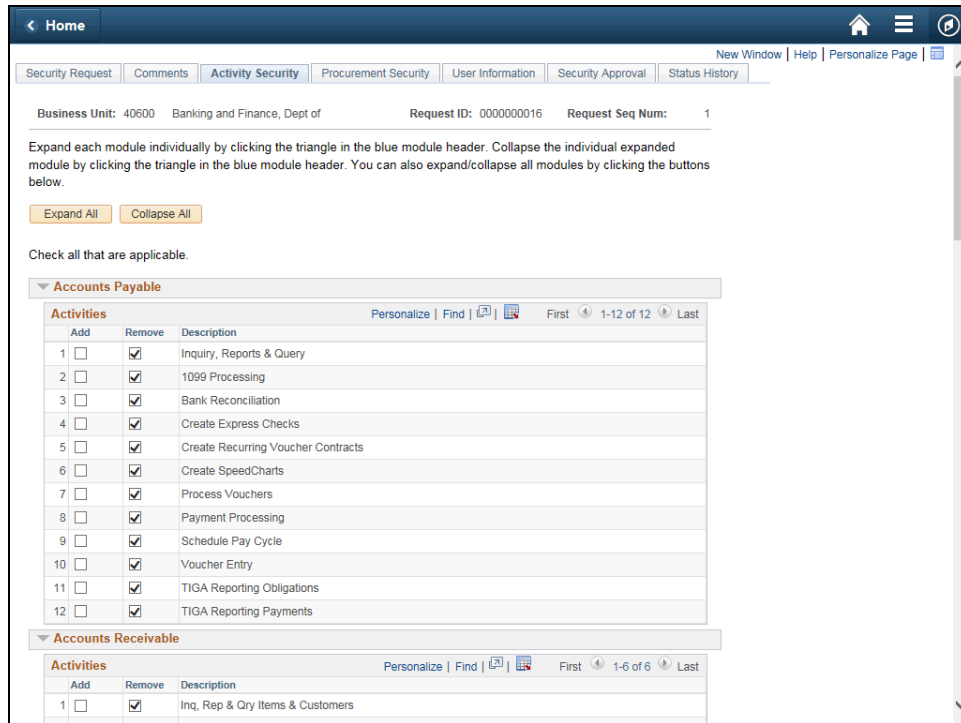 Home
New Window | Help | Personalize Page |
Security Request Comments Activity Security Procurement Security User Information Security Approval Status History
Business Unit: 40600 Banking and Finance, Dept of Request ID: 0000000016 Request Seq Num: 1
Expand each module individually by clicking the triangle in the blue module header. Collapse the individual expanded
module by clicking the triangle in the blue module header. You can also expand/collapse all modules by clicking the buttons
below.
Expand All Collapse All
Check all that are applicable.
Accounts Payable
Activities Personalize | Find | | First 1-12 of 12 Last
Add Remove Description
1 Inquiry, Reports & Query
2 1099 Processing
3 Bank Reconciliation
4 Create Express Checks
5 Create Recurring Voucher Contracts
6 Create SpeedCharts
7 Process Vouchers
8 Payment Processing
9 Schedule Pay Cycle
10 Voucher Entry
11 TIGA Reporting Obligations
12 TIGA Reporting Payments
Accounts Receivable
Activities Personalize | Find | | First 1-6 of 6 Last
Add Remove Description
1 Inq, Rep & Qry Items & Customers